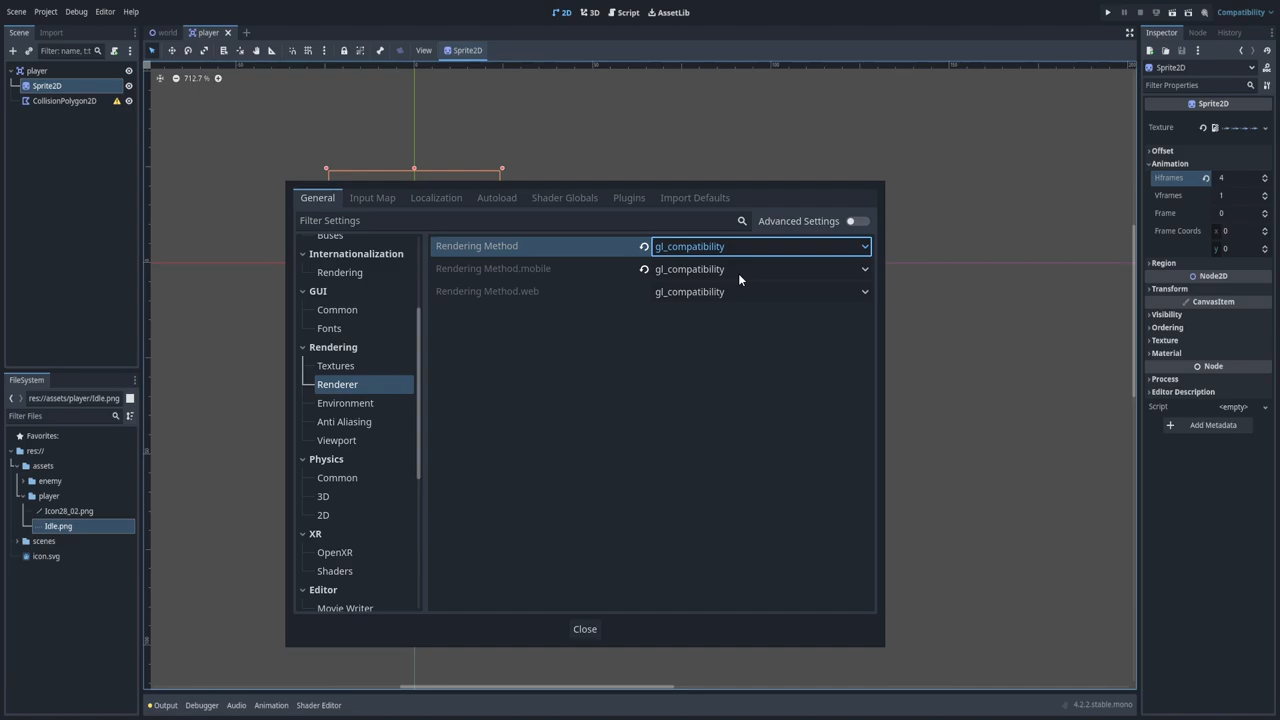 Scene Project Debug Editor Help
2D 3D Script AssetLib
Compatibility
Scene Import
world player
Inspector Node History
Filter: name, t:t
View Sprite2D
712.7 %
player
Sprite2D
CollisionPolygon2D
Sprite2D
Filter Properties
Sprite2D
Texture
Offset
Animation
Hframes 4
Vframes 1
Frame 0
Frame Coords x 0
y 0
Region
Node2D
Transform
CanvasItem
Visibility
Ordering
Texture
Material
Node
Process
Editor Description
Script <empty>
Add Metadata
General Input Map Localization Autoload Shader Globals Plugins Import Defaults
Filter Settings Advanced Settings
Buses
Internationalization
Rendering
GUI
Common
Fonts
Rendering
Textures
Renderer
Environment
Anti Aliasing
Viewport
Physics
Common
3D
2D
XR
OpenXR
Shaders
Editor
Movie Writer
Rendering Method gl_compatibility
Rendering Method.mobile gl_compatibility
Rendering Method.web gl_compatibility
Close
FileSystem
res://assets/player/Idle.png
Filter Files
Favorites:
res://
assets
enemy
player
Icon28_02.png
Idle.png
scenes
icon.svg
Output Debugger Audio Animation Shader Editor
4.2.2.stable.mono